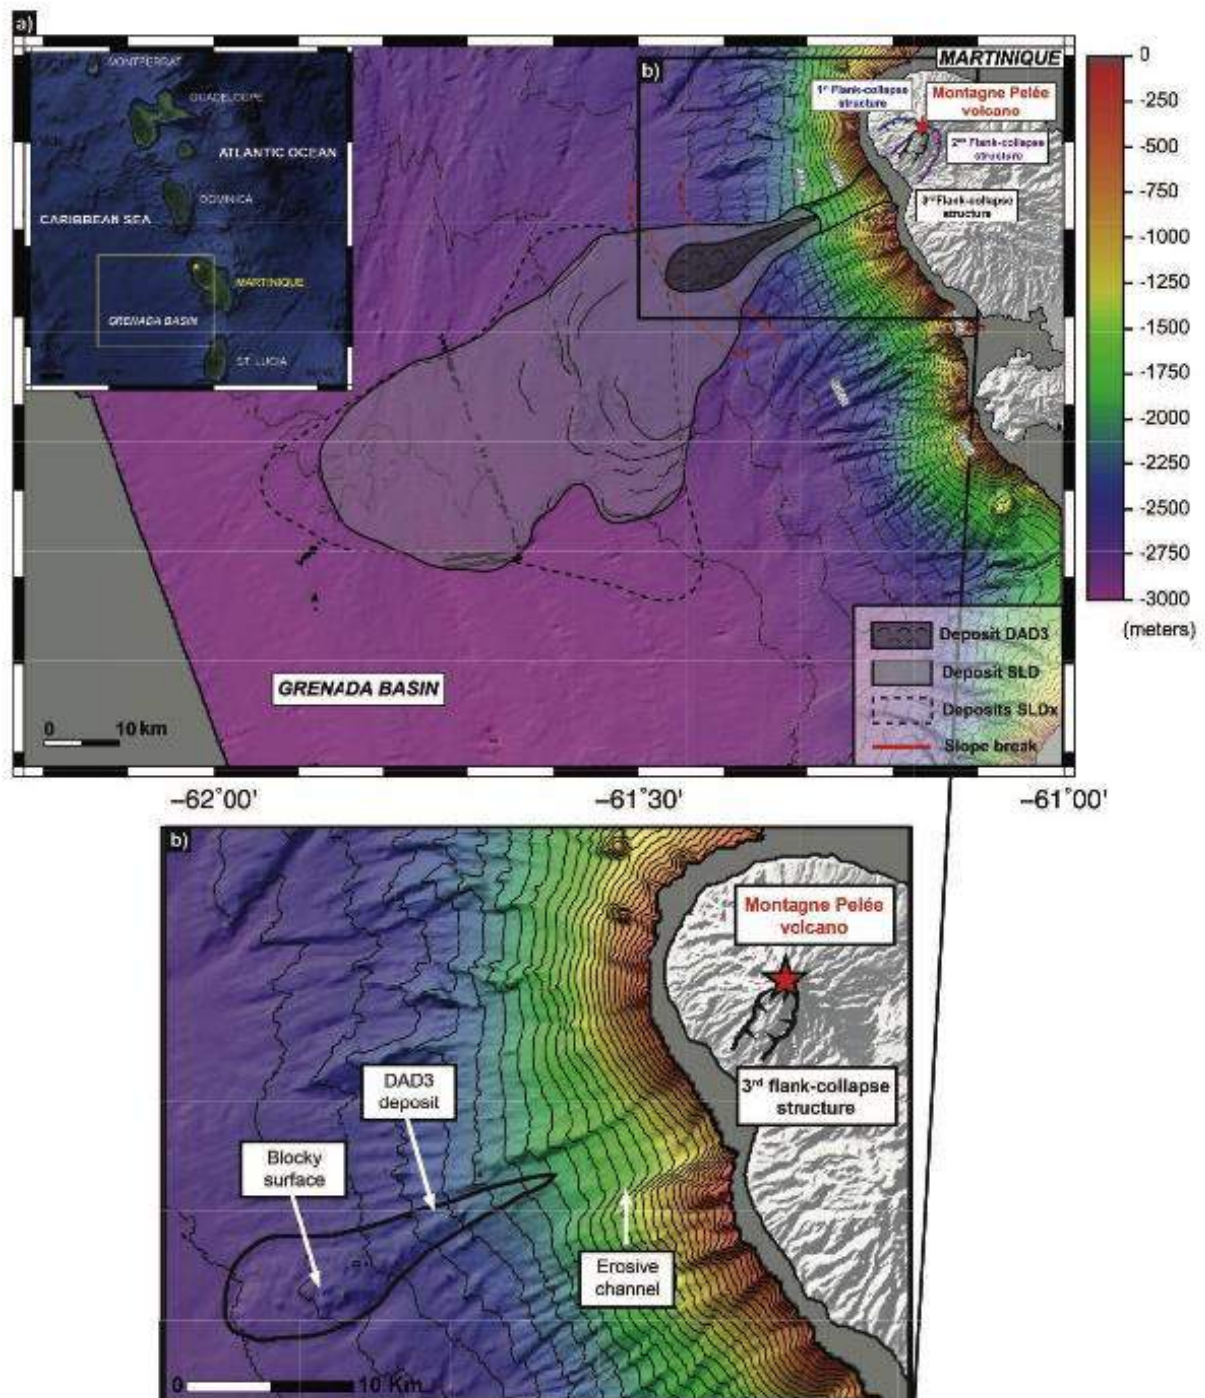 a)
MONTPERRAT
GUADELOUPE
ATLANTIC OCEAN
DOMINICA
CARIBBEAN SEA
MARTINIQUE
GRENADA BASIN
ST. LUCIA
b)
MARTINIQUE
1st Flank-collapse
structure
Montagne Pelée
volcano
2nd Flank-collapse
structure
3rd Flank-collapse
structure
0
-250
-500
-750
-1000
-1250
-1500
-1750
-2000
-2250
-2500
-2750
-3000
(meters)
GRENADA BASIN
0 10 km
Deposit DAD3
Deposit SLD
Deposits SLDx
Slope break
-62°00'
-61°30'
-61°00'
b)
Montagne Pelée
volcano
3rd flank-collapse
structure
DAD3
deposit
Blocky
surface
Erosive
channel
0 10 Km